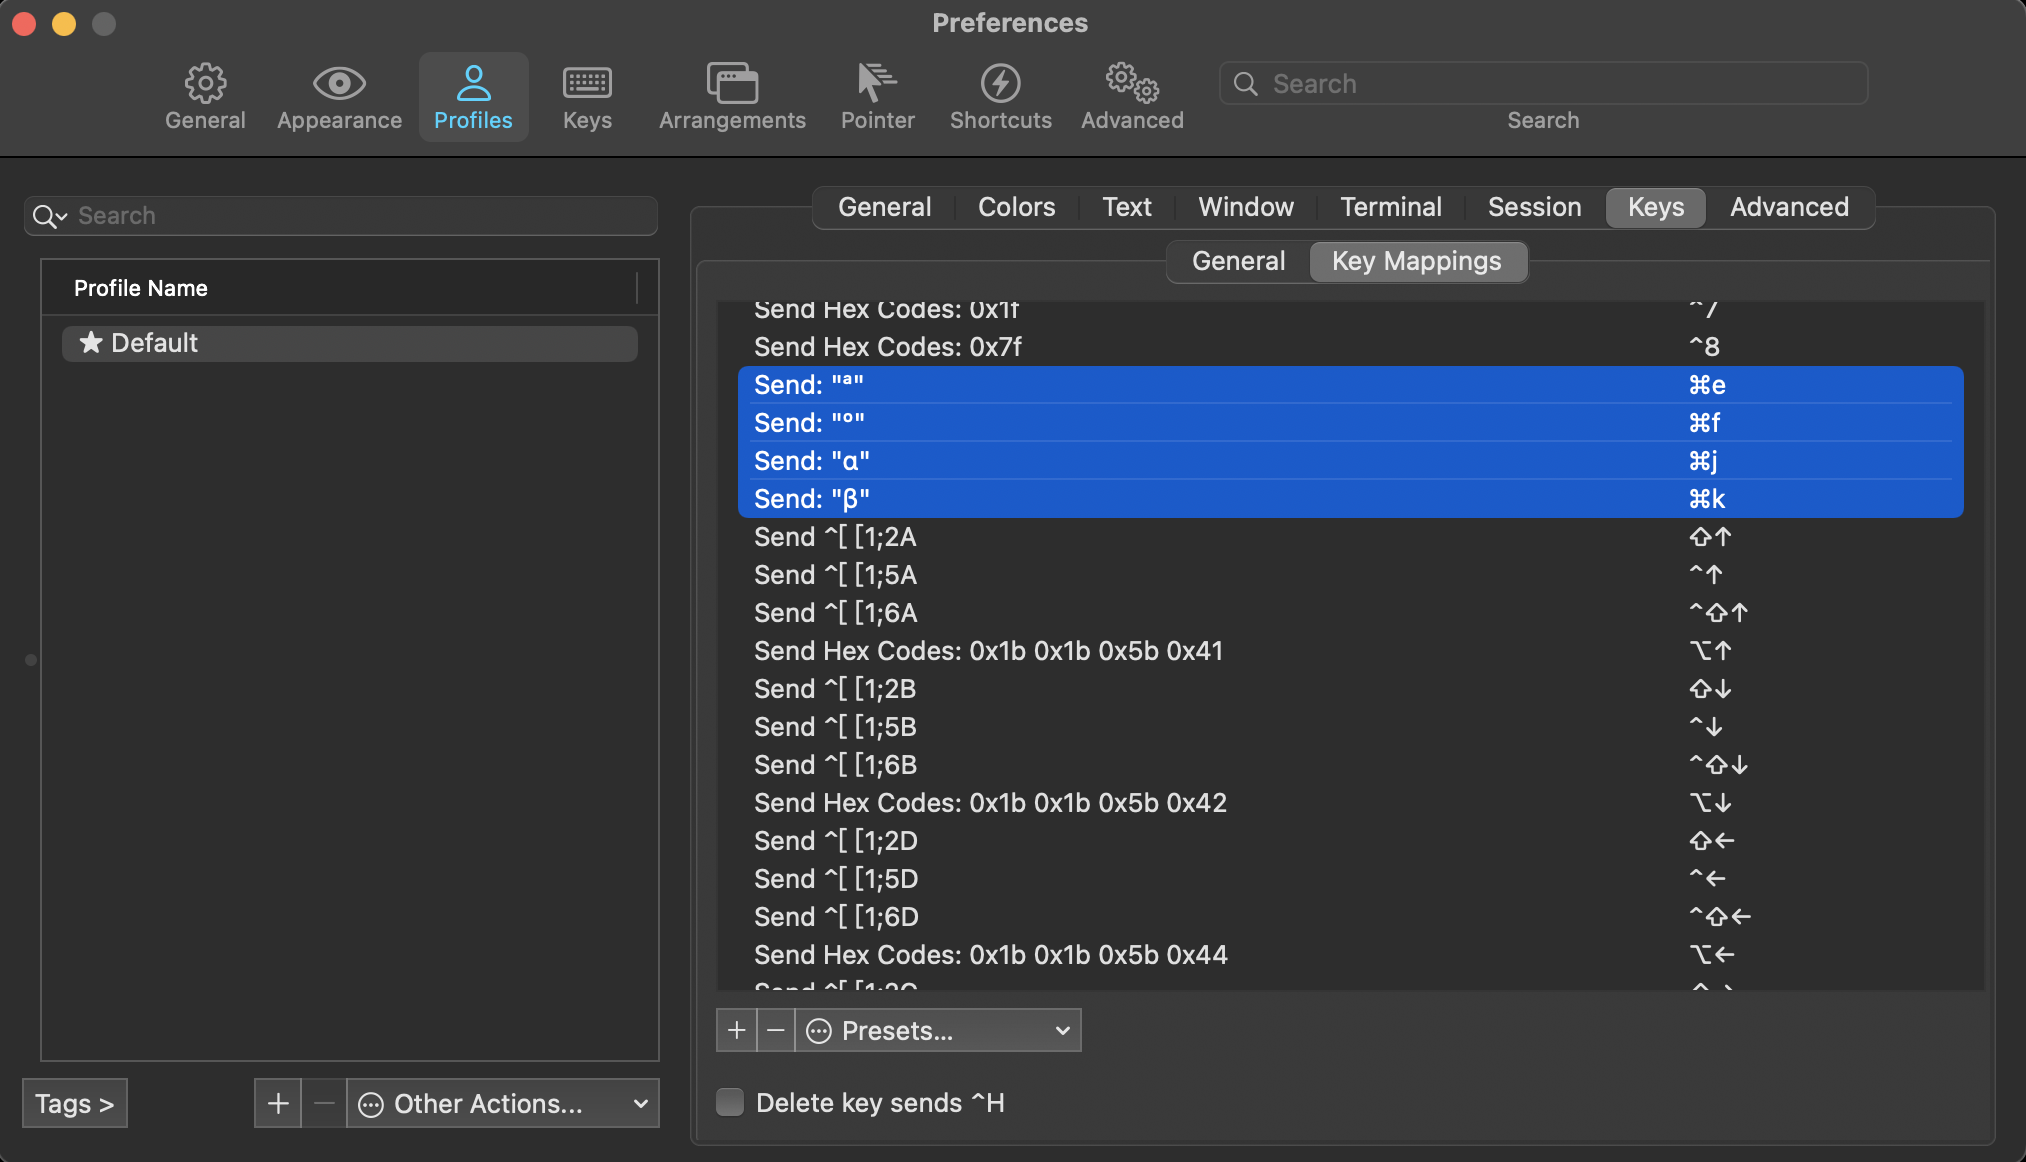 Preferences
General Appearance Profiles Keys Arrangements Pointer Shortcuts Advanced Search
Search
Search
General Colors Text Window Terminal Session Keys Advanced
General Key Mappings
Profile Name
★ Default
Send Hex Codes: 0x1f ^7
Send Hex Codes: 0x7f ^8
Send: "ª" ⌘e
Send: "º" ⌘f
Send: "α" ⌘j
Send: "β" ⌘k
Send ^[ [1;2A ⇧↑
Send ^[ [1;5A ^↑
Send ^[ [1;6A ^⇧↑
Send Hex Codes: 0x1b 0x1b 0x5b 0x41 ⌥↑
Send ^[ [1;2B ⇧↓
Send ^[ [1;5B ^↓
Send ^[ [1;6B ^⇧↓
Send Hex Codes: 0x1b 0x1b 0x5b 0x42 ⌥↓
Send ^[ [1;2D ⇧←
Send ^[ [1;5D ^←
Send ^[ [1;6D ^⇧←
Send Hex Codes: 0x1b 0x1b 0x5b 0x44 ⌥←
+ − Presets...
Delete key sends ^H
Tags >
+ − Other Actions...